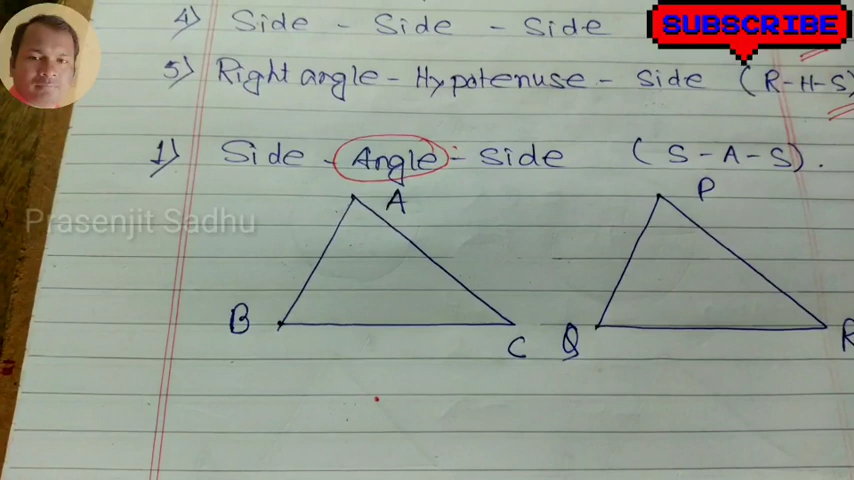 4) Side - Side - Side
SUBSCRIBE
5) Right angle - Hypotenuse - Side (R-H-S)
1) Side - Angle - Side (S-A-S).
A
P
Prasenjit Sadhu
B
C
Q
R